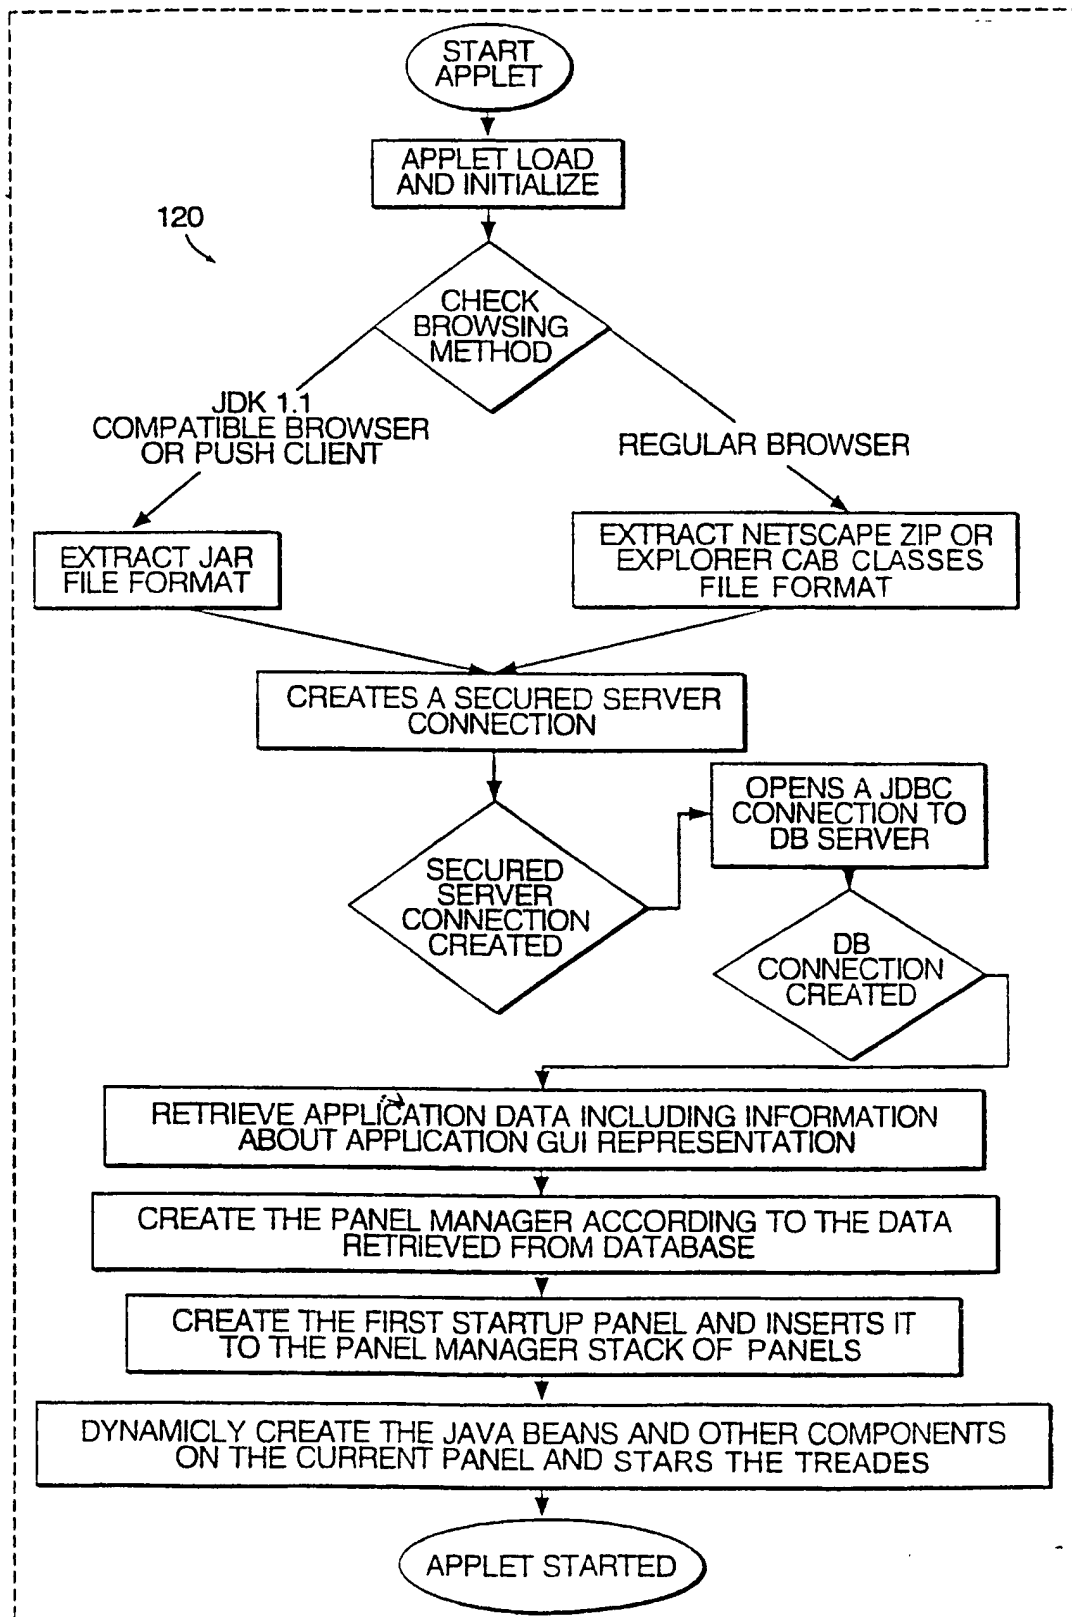 START
APPLET
APPLET LOAD
AND INITIALIZE
120
CHECK
BROWSING
METHOD
JDK 1.1
COMPATIBLE BROWSER
OR PUSH CLIENT
REGULAR BROWSER
EXTRACT JAR
FILE FORMAT
EXTRACT NETSCAPE ZIP OR
EXPLORER CAB CLASSES
FILE FORMAT
CREATES A SECURED SERVER
CONNECTION
OPENS A JDBC
CONNECTION TO
DB SERVER
SECURED
SERVER
CONNECTION
CREATED
DB
CONNECTION
CREATED
RETRIEVE APPLICATION DATA INCLUDING INFORMATION
ABOUT APPLICATION GUI REPRESENTATION
CREATE THE PANEL MANAGER ACCORDING TO THE DATA
RETRIEVED FROM DATABASE
CREATE THE FIRST STARTUP PANEL AND INSERTS IT
TO THE PANEL MANAGER STACK OF PANELS
DYNAMICLY CREATE THE JAVA BEANS AND OTHER COMPONENTS
ON THE CURRENT PANEL AND STARS THE TREADES
APPLET STARTED